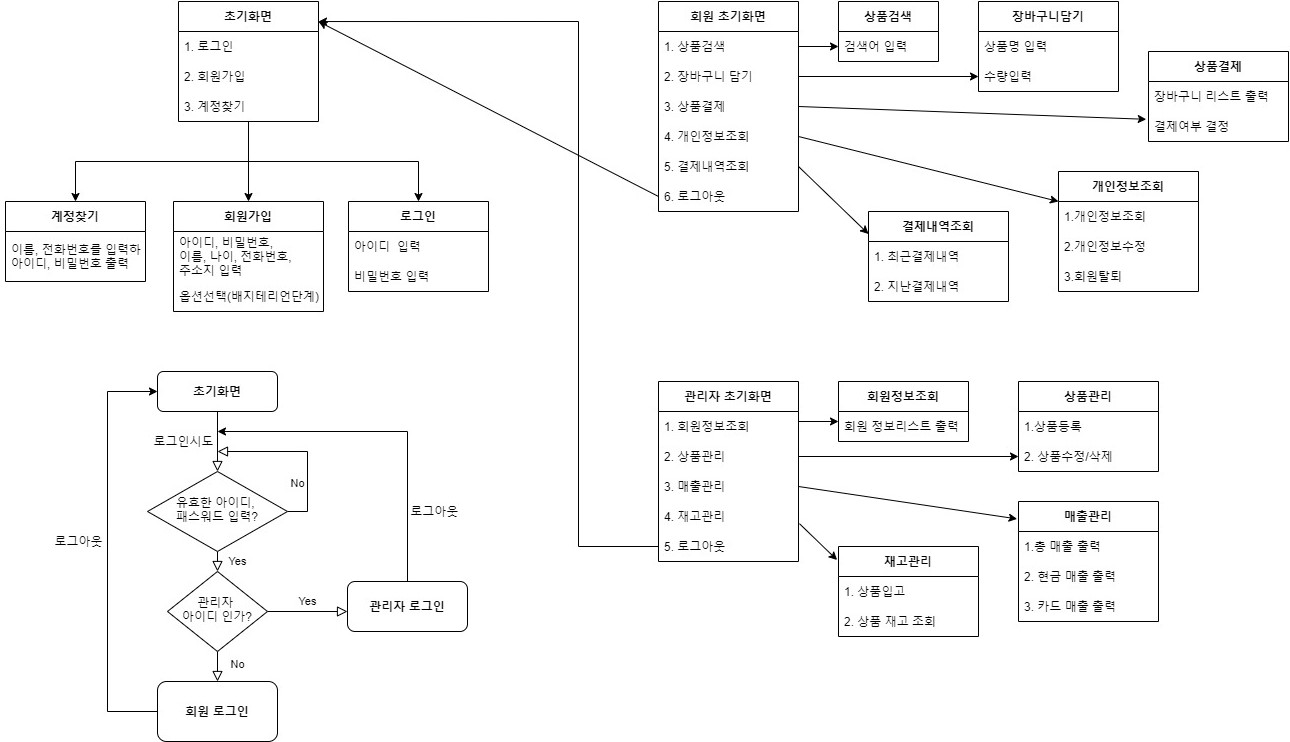 초기화면
1. 로그인
2. 회원가입
3. 계정찾기
계정찾기
이름, 전화번호를 입력하
아이디, 비밀번호 출력
회원가입
아이디, 비밀번호,
이름, 나이, 전화번호,
주소지 입력
옵션선택(배지테리언단계)
로그인
아이디 입력
비밀번호 입력
회원 초기화면
1. 상품검색
2. 장바구니 담기
3. 상품결제
4. 개인정보조회
5. 결제내역조회
6. 로그아웃
상품검색
검색어 입력
장바구니담기
상품명 입력
수량입력
상품결제
장바구니 리스트 출력
결제여부 결정
개인정보조회
1.개인정보조회
2.개인정보수정
3.회원탈퇴
결제내역조회
1. 최근결제내역
2. 지난결제내역
초기화면
로그인시도
No
유효한 아이디,
패스워드 입력?
로그아웃
로그아웃
Yes
관리자
아이디 인가?
Yes
관리자 로그인
No
회원 로그인
관리자 초기화면
1. 회원정보조회
2. 상품관리
3. 매출관리
4. 재고관리
5. 로그아웃
회원정보조회
회원 정보리스트 출력
상품관리
1.상품등록
2. 상품수정/삭제
매출관리
1.총 매출 출력
2. 현금 매출 출력
3. 카드 매출 출력
재고관리
1. 상품입고
2. 상품 재고 조회